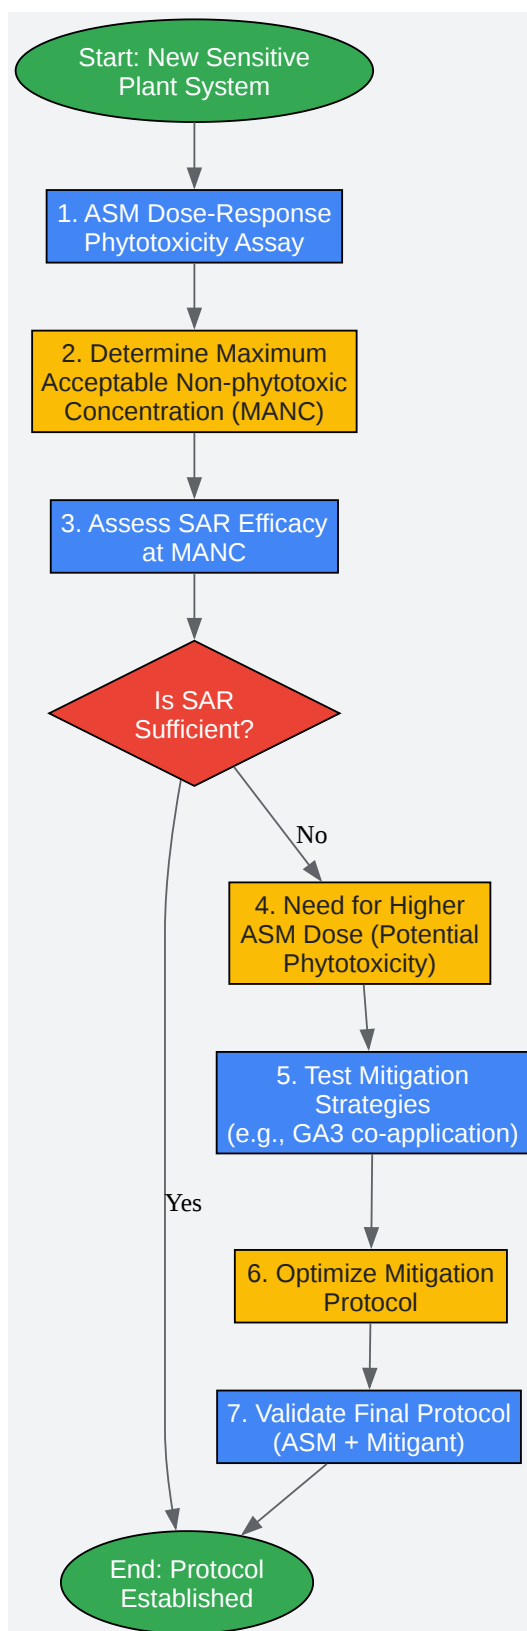 Start: New Sensitive
Plant System
1. ASM Dose-Response
Phytotoxicity Assay
2. Determine Maximum
Acceptable Non-phytotoxic
Concentration (MANC)
3. Assess SAR Efficacy
at MANC
Is SAR
Sufficient?
No
4. Need for Higher
ASM Dose (Potential
Phytotoxicity)
5. Test Mitigation
Strategies
(e.g., GA3 co-application)
Yes
6. Optimize Mitigation
Protocol
7. Validate Final Protocol
(ASM + Mitigant)
End: Protocol
Established